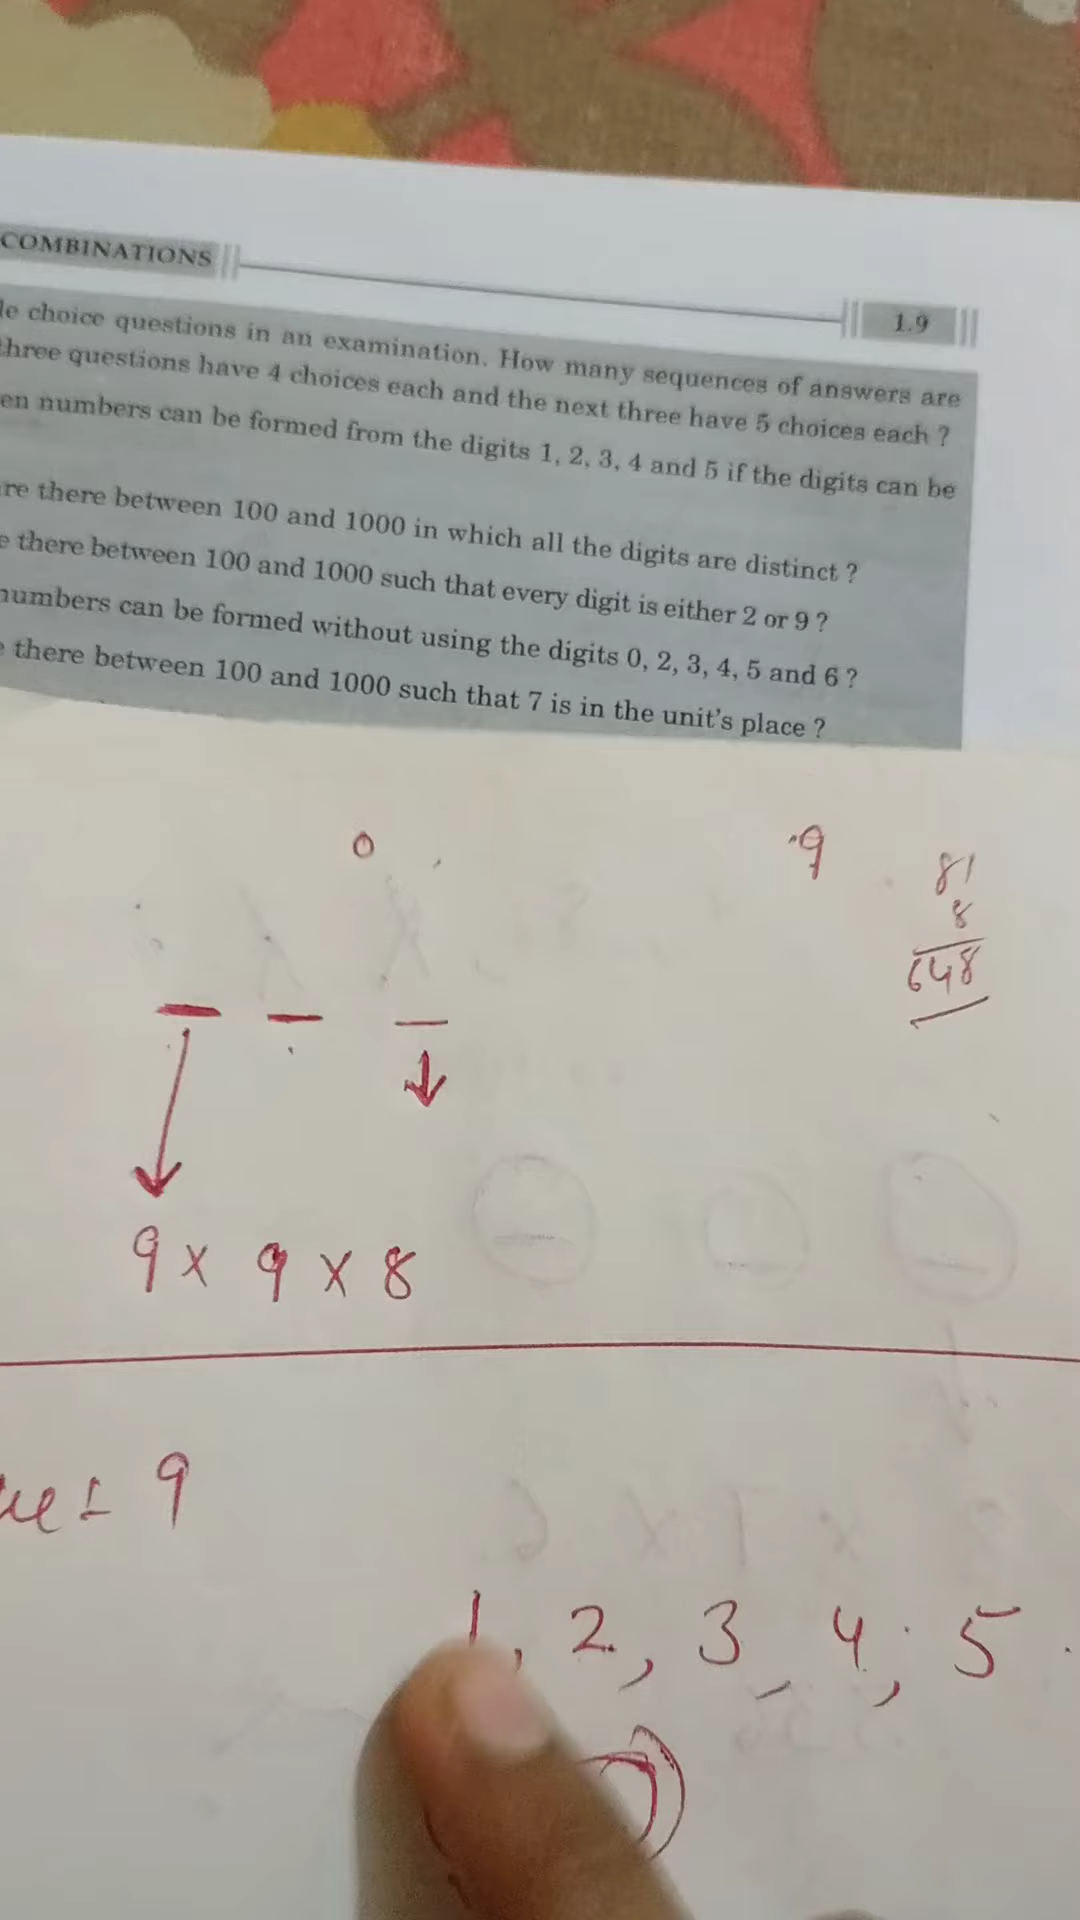 COMBINATIONS
1.9
choice questions in an examination. How many sequences of answers are
three questions have 4 choices each and the next three have 5 choices each ?
en numbers can be formed from the digits 1, 2, 3, 4 and 5 if the digits can be
re there between 100 and 1000 in which all the digits are distinct ?
e there between 100 and 1000 such that every digit is either 2 or 9 ?
numbers can be formed without using the digits 0, 2, 3, 4, 5 and 6 ?
e there between 100 and 1000 such that 7 is in the unit's place ?
0
9
81
8
648
9 x 9 x 8
= 9
1, 2, 3, 4, 5